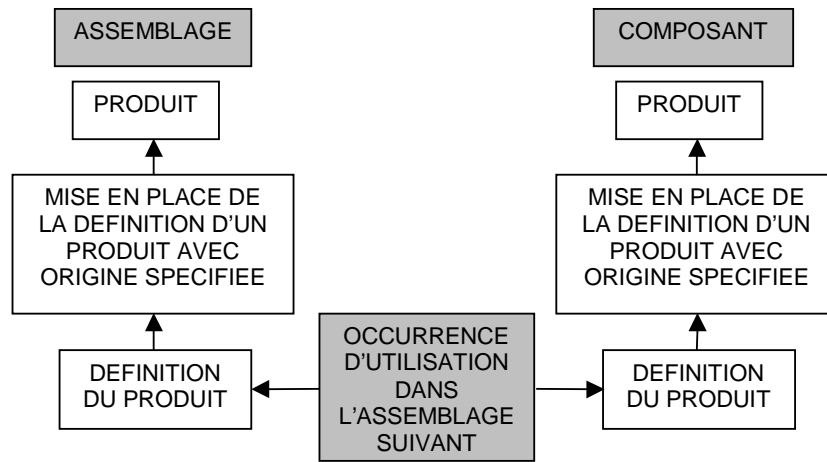 ASSEMBLAGE
COMPOSANT
PRODUIT
PRODUIT
MISE EN PLACE DE
LA DEFINITION D'UN
PRODUIT AVEC
ORIGINE SPECIFIEE
MISE EN PLACE DE
LA DEFINITION D'UN
PRODUIT AVEC
ORIGINE SPECIFIEE
DEFINITION
DU PRODUIT
OCCURRENCE
D'UTILISATION
DANS
L'ASSEMBLAGE
SUIVANT
DEFINITION
DU PRODUIT